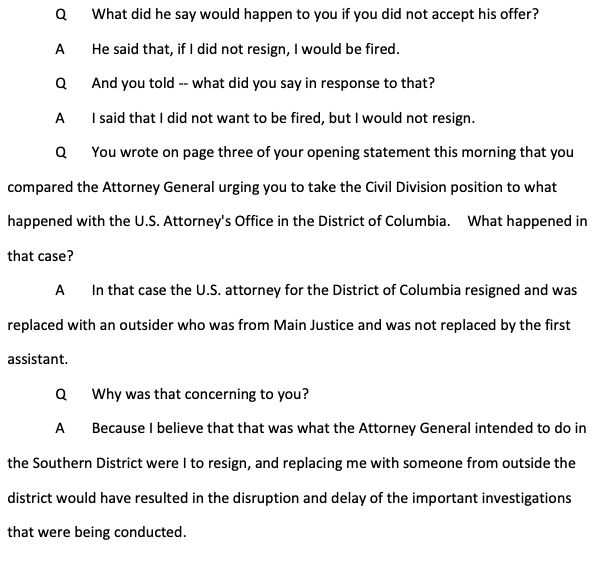 Q What did he say would happen to you if you did not accept his offer?
A He said that, if I did not resign, I would be fired.
Q And you told -- what did you say in response to that?
A I said that I did not want to be fired, but I would not resign.
Q You wrote on page three of your opening statement this morning that you
compared the Attorney General urging you to take the Civil Division position to what
happened with the U.S. Attorney's Office in the District of Columbia. What happened in
that case?
A In that case the U.S. attorney for the District of Columbia resigned and was
replaced with an outsider who was from Main Justice and was not replaced by the first
assistant.
Q Why was that concerning to you?
A Because I believe that that was what the Attorney General intended to do in
the Southern District were I to resign, and replacing me with someone from outside the
district would have resulted in the disruption and delay of the important investigations
that were being conducted.